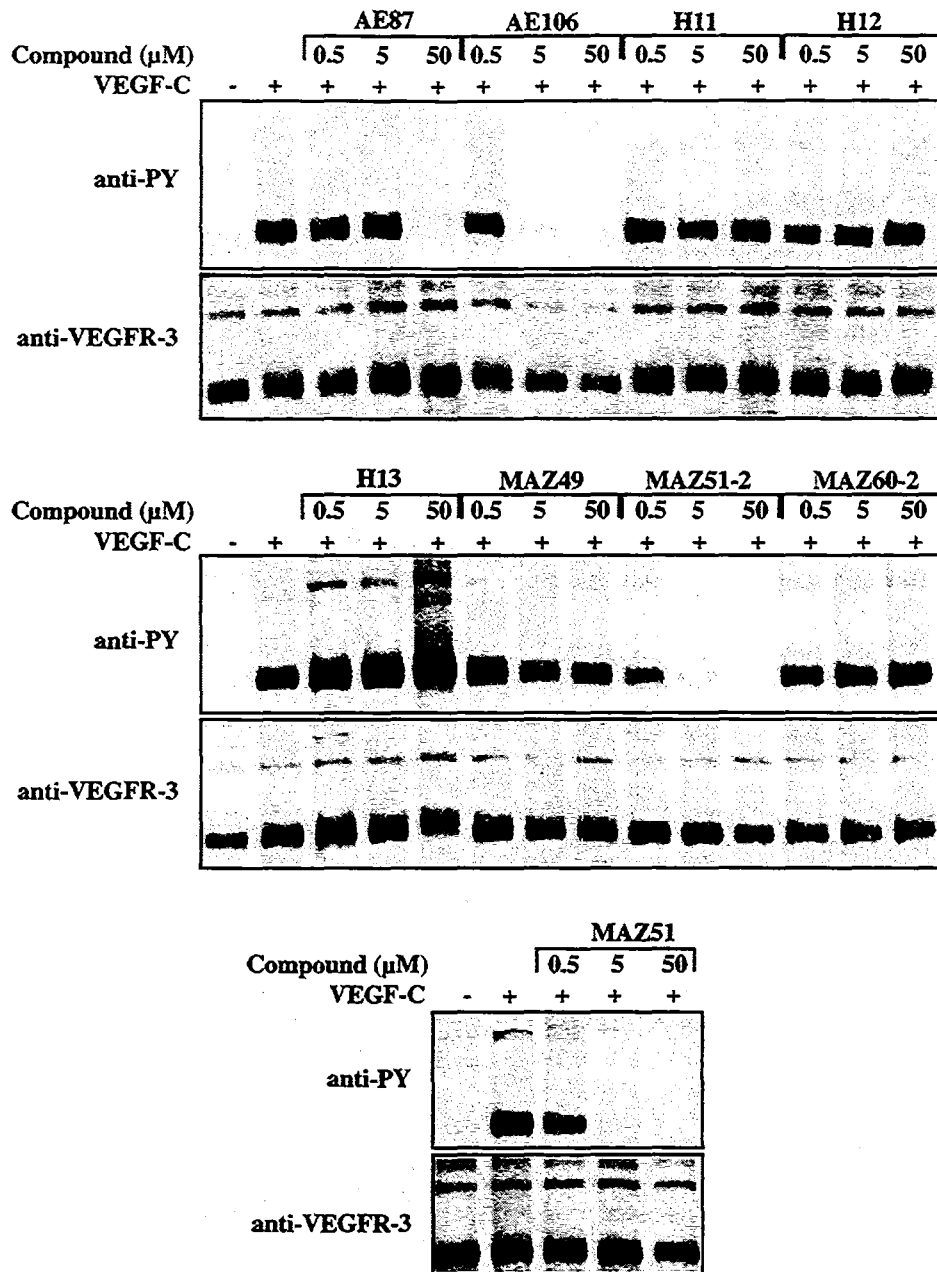 AE87 AE106 H11 H12
Compound (µM) 0.5 5 50 0.5 5 50 0.5 5 50 0.5 5 50
VEGF-C - + + + + + + + + + + + + +
anti-PY
anti-VEGFR-3
H13 MAZ49 MAZ51-2 MAZ60-2
Compound (µM) 0.5 5 50 0.5 5 50 0.5 5 50 0.5 5 50
VEGF-C - + + + + + + + + + + + + +
anti-PY
anti-VEGFR-3
MAZ51
Compound (µM) 0.5 5 50
VEGF-C - + + + +
anti-PY
anti-VEGFR-3